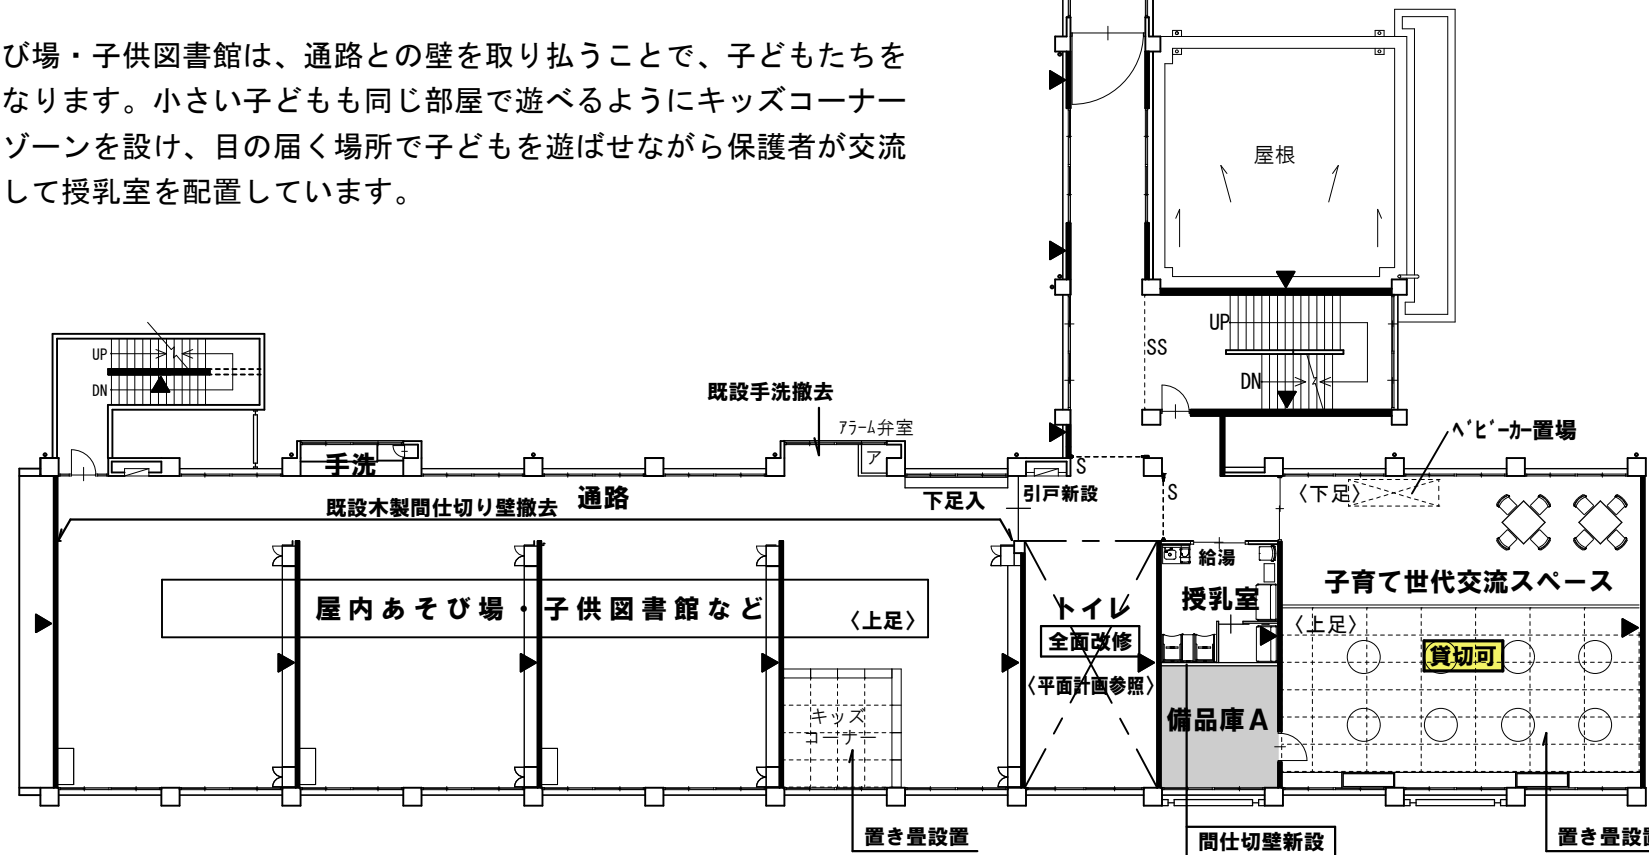 び場・子供図書館は、通路との壁を取り払うことで、子どもたちを
なります。小さい子どもも同じ部屋で遊べるようにキッズコーナー
ゾーンを設け、目の届く場所で子どもを遊ばせながら保護者が交流
して授乳室を配置しています。
屋根
UP
SS
DN
UP
DN
既設手洗撤去
アラーム弁室
ア
ベビーカー置場
手洗
通路
既設木製間仕切り壁撤去
下足入
S
引戸新設
S
〈下足〉
給湯
授乳室
子育て世代交流スペース
屋内あそび場・子供図書館など
〈上足〉
トイレ
全面改修
〈平面計画参照〉
〈上足〉
貸切可
備品庫A
キッズ
コーナー
置き畳設置
間仕切壁新設
置き畳設